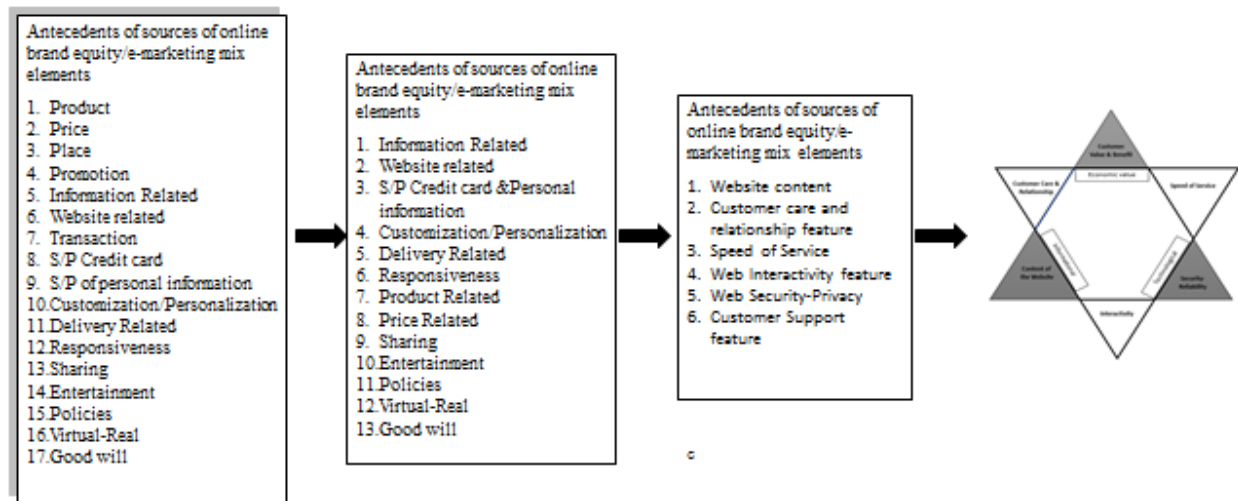 Antecedents of sources of online
brand equity/e-marketing mix
elements
1. Product
2. Price
3. Place
4. Promotion
5. Information Related
6. Website related
7. Transaction
8. S/P Credit card
9. S/P of personal information
10.Customization/Personalization
11.Delivery Related
12.Responsiveness
13.Sharing
14.Entertainment
15.Policies
16.Virtual-Real
17.Good will
Antecedents of sources of online
brand equity/e-marketing mix
elements
1. Information Related
2. Website related
3. S/P Credit card &Personal
information
4. Customization/Personalization
5. Delivery Related
6. Responsiveness
7. Product Related
8. Price Related
9. Sharing
10.Entertainment
11.Policies
12.Virtual-Real
13.Good will
Antecedents of sources of
online brand equity/e-
marketing mix elements
1. Website content
2. Customer care and
relationship feature
3. Speed of Service
4. Web Interactivity feature
5. Web Security-Privacy
6. Customer Support
feature
c
Customer
Value & Benefit
Economic value
Customer Care &
Relationship
Speed of Service
Informational
Technological
Content of
the Website
Security-
Reliability
Interactivity